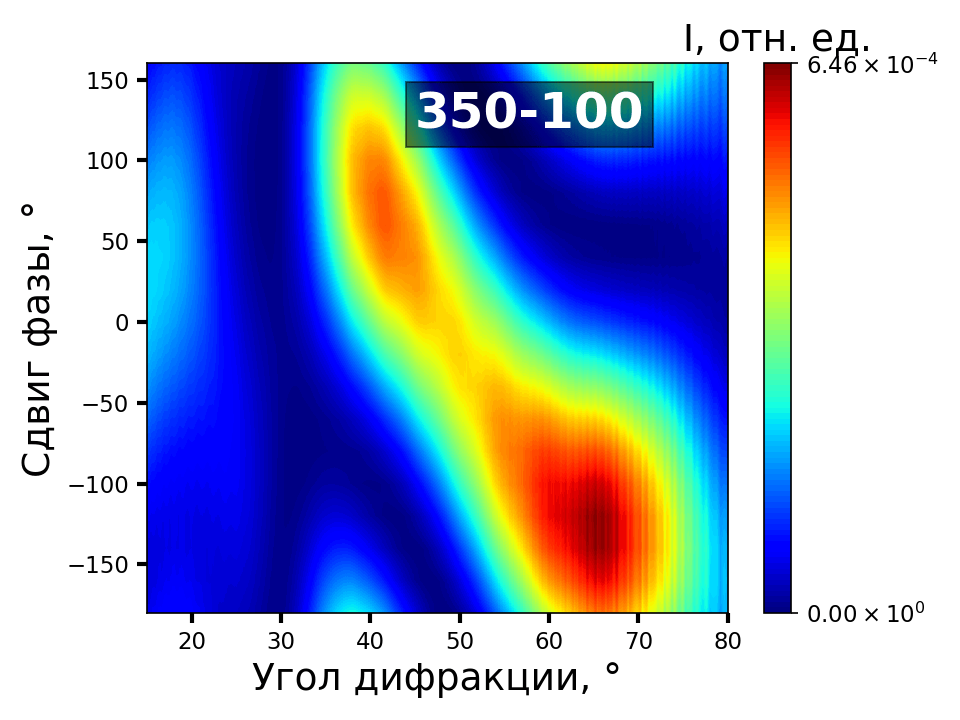 I, отн. ед.
6.46 × 10⁻⁴
350-100
150
100
50
0
−50
−100
−150
Сдвиг фазы, °
0.00 × 10⁰
20 30 40 50 60 70 80
Угол дифракции, °